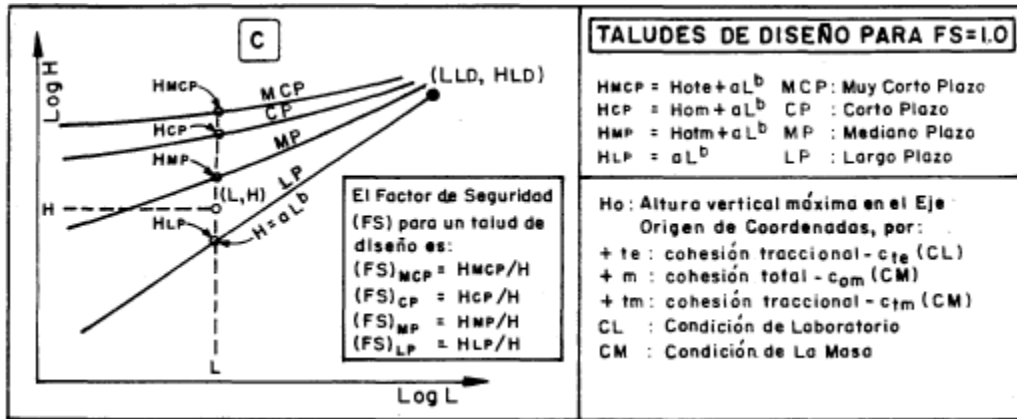 C
Log H
(LLD, HLD)
HMCP
MCP
HCP
CP
HMP
MP
(L,H)
LP
H
HLP
H=aL^b
L
Log L
El Factor de Seguridad
(FS) para un talud de
diseño es:
(FS)MCP = HMCP/H
(FS)CP = HCP/H
(FS)MP = HMP/H
(FS)LP = HLP/H
TALUDES DE DISEÑO PARA FS=1.0
HMCP = Hote+aL^b MCP: Muy Corto Plazo
HCP = Hom+aL^b CP : Corto Plazo
HMP = Hotm+aL^b MP : Mediano Plazo
HLP = aL^b LP : Largo Plazo
Ho: Altura vertical máxima en el Eje
Origen de Coordenadas, por:
+ te : cohesión traccional - cte (CL)
+ m : cohesión total - com (CM)
+ tm : cohesión traccional - ctm (CM)
CL : Condición de Laboratorio
CM : Condición de La Masa